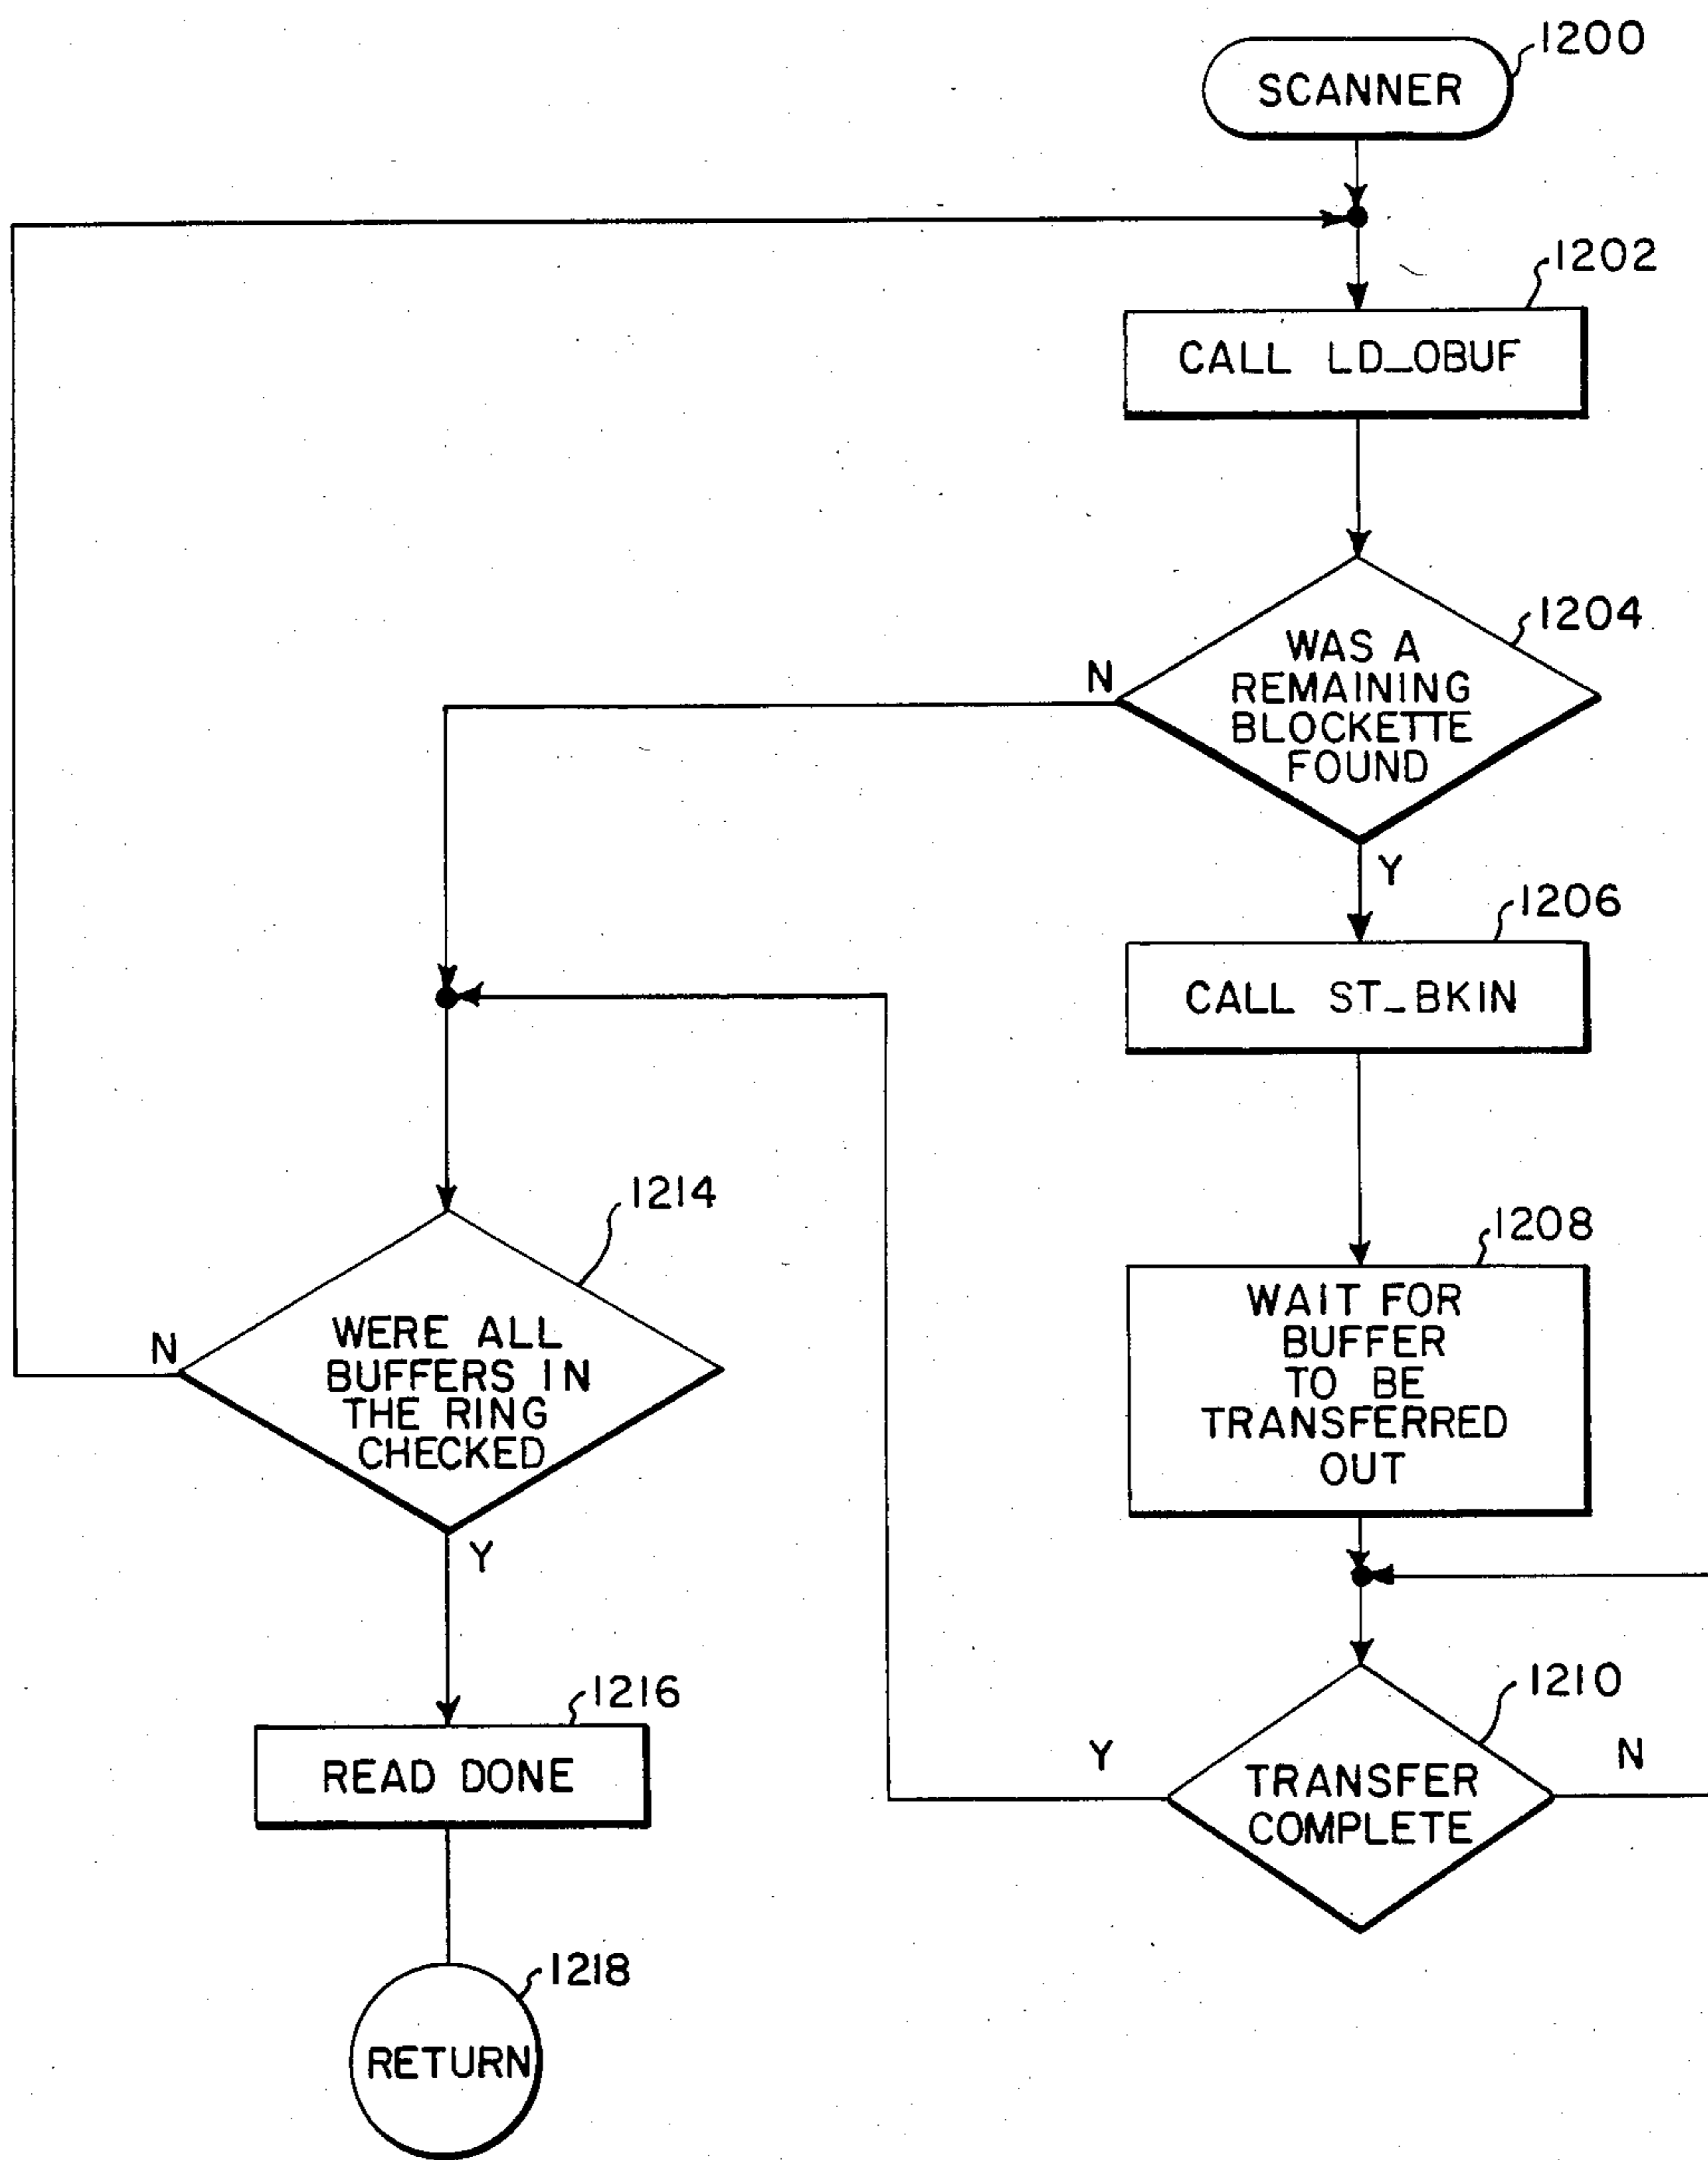 1200
SCANNER
1202
CALL LD_OBUF
1204
WAS A
REMAINING
BLOCKETTE
FOUND
N
Y
1206
CALL ST_BKIN
1208
WAIT FOR
BUFFER
TO BE
TRANSFERRED
OUT
1210
TRANSFER
COMPLETE
Y
N
1214
WERE ALL
BUFFERS IN
THE RING
CHECKED
N
Y
1216
READ DONE
1218
RETURN